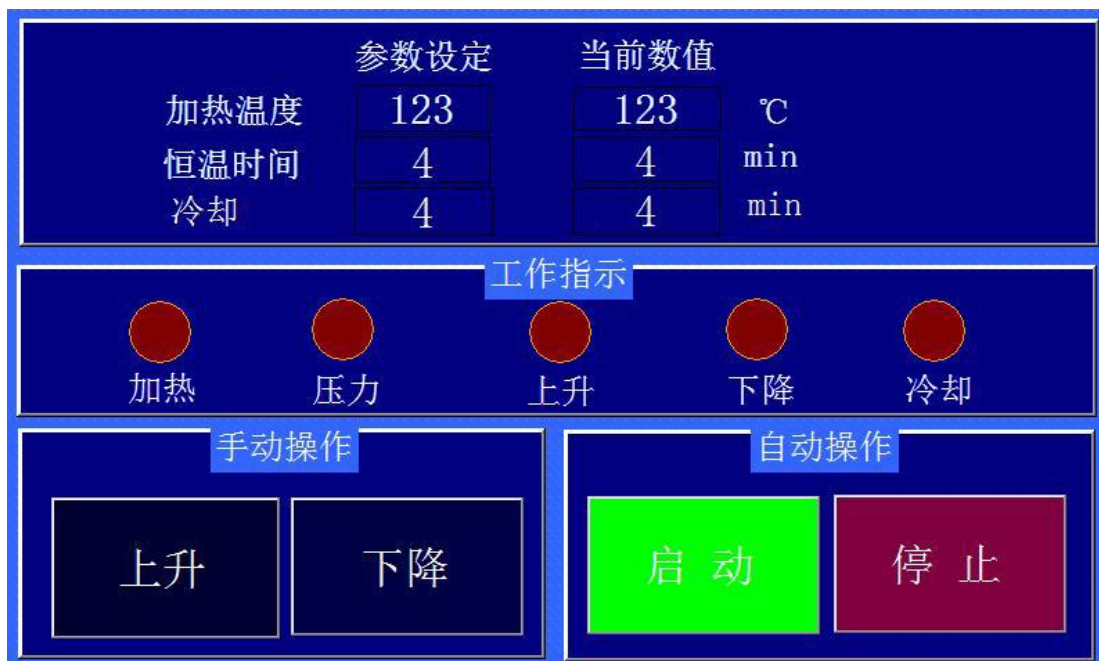 参数设定 当前数值
加热温度 123 123 ℃
恒温时间 4 4 min
冷却 4 4 min
工作指示
加热 压力 上升 下降 冷却
手动操作 自动操作
上升 下降 启动 停止